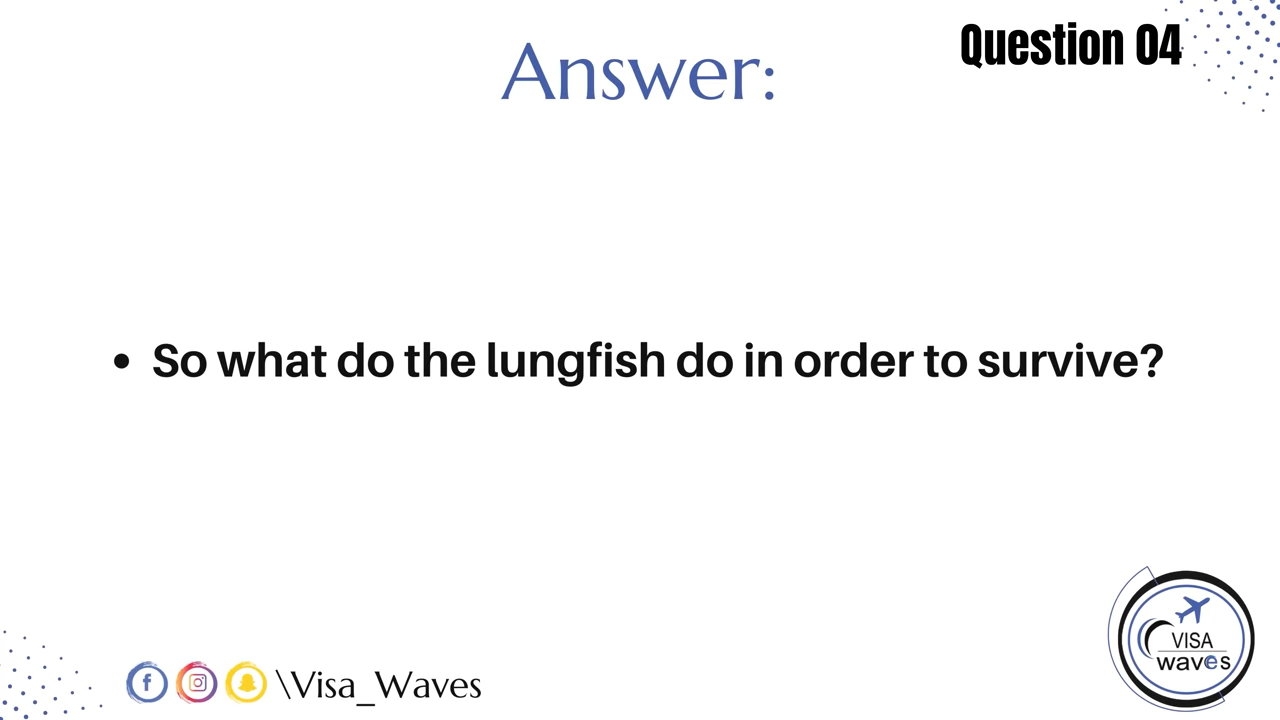 Question 04
Answer:
• So what do the lungfish do in order to survive?
\Visa_Waves
VISA
waves